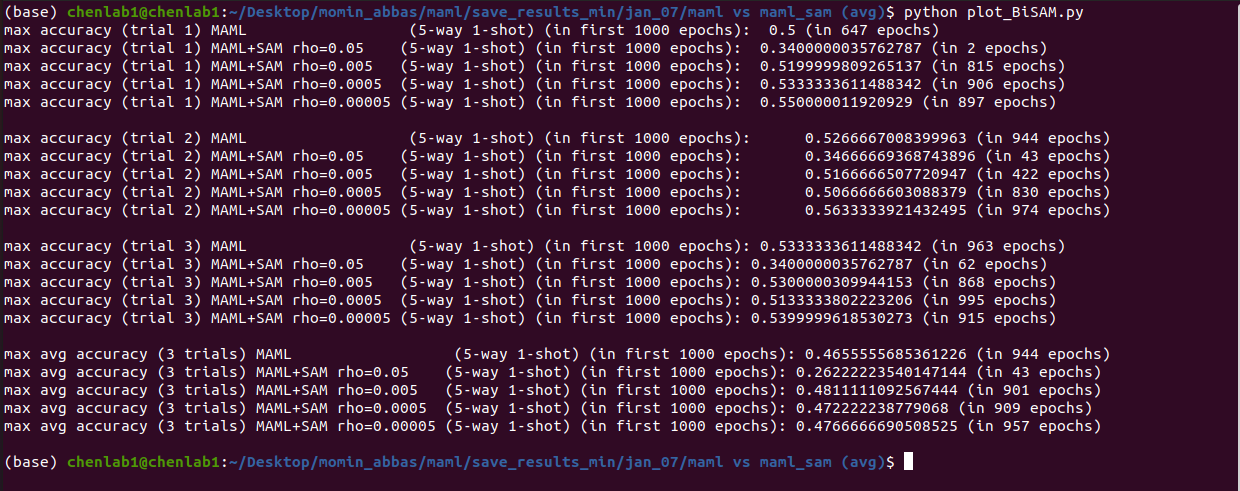 (base) chenlab1@chenlab1:~/Desktop/momin_abbas/maml/save_results_min/jan_07/maml vs maml_sam (avg)$ python plot_BiSAM.py
max accuracy (trial 1) MAML                  (5-way 1-shot) (in first 1000 epochs):  0.5 (in 647 epochs)
max accuracy (trial 1) MAML+SAM rho=0.05    (5-way 1-shot) (in first 1000 epochs):  0.3400000035762787 (in 2 epochs)
max accuracy (trial 1) MAML+SAM rho=0.005   (5-way 1-shot) (in first 1000 epochs):  0.5199999809265137 (in 815 epochs)
max accuracy (trial 1) MAML+SAM rho=0.0005  (5-way 1-shot) (in first 1000 epochs):  0.5333333611488342 (in 906 epochs)
max accuracy (trial 1) MAML+SAM rho=0.00005 (5-way 1-shot) (in first 1000 epochs):  0.550000011920929 (in 897 epochs)
max accuracy (trial 2) MAML                  (5-way 1-shot) (in first 1000 epochs):      0.5266667008399963 (in 944 epochs)
max accuracy (trial 2) MAML+SAM rho=0.05    (5-way 1-shot) (in first 1000 epochs):       0.34666669368743896 (in 43 epochs)
max accuracy (trial 2) MAML+SAM rho=0.005   (5-way 1-shot) (in first 1000 epochs):       0.5166666507720947 (in 422 epochs)
max accuracy (trial 2) MAML+SAM rho=0.0005  (5-way 1-shot) (in first 1000 epochs):       0.5066666603088379 (in 830 epochs)
max accuracy (trial 2) MAML+SAM rho=0.00005 (5-way 1-shot) (in first 1000 epochs):       0.5633333921432495 (in 974 epochs)
max accuracy (trial 3) MAML                  (5-way 1-shot) (in first 1000 epochs): 0.5333333611488342 (in 963 epochs)
max accuracy (trial 3) MAML+SAM rho=0.05    (5-way 1-shot) (in first 1000 epochs): 0.3400000035762787 (in 62 epochs)
max accuracy (trial 3) MAML+SAM rho=0.005   (5-way 1-shot) (in first 1000 epochs): 0.5300000309944153 (in 868 epochs)
max accuracy (trial 3) MAML+SAM rho=0.0005  (5-way 1-shot) (in first 1000 epochs): 0.5133333802223206 (in 995 epochs)
max accuracy (trial 3) MAML+SAM rho=0.00005 (5-way 1-shot) (in first 1000 epochs): 0.5399999618530273 (in 915 epochs)
max avg accuracy (3 trials) MAML                  (5-way 1-shot) (in first 1000 epochs): 0.4655555685361226 (in 944 epochs)
max avg accuracy (3 trials) MAML+SAM rho=0.05    (5-way 1-shot) (in first 1000 epochs): 0.26222223540147144 (in 43 epochs)
max avg accuracy (3 trials) MAML+SAM rho=0.005   (5-way 1-shot) (in first 1000 epochs): 0.4811111092567444 (in 901 epochs)
max avg accuracy (3 trials) MAML+SAM rho=0.0005  (5-way 1-shot) (in first 1000 epochs): 0.472222238779068 (in 909 epochs)
max avg accuracy (3 trials) MAML+SAM rho=0.00005 (5-way 1-shot) (in first 1000 epochs): 0.4766666690508525 (in 957 epochs)
(base) chenlab1@chenlab1:~/Desktop/momin_abbas/maml/save_results_min/jan_07/maml vs maml_sam (avg)$